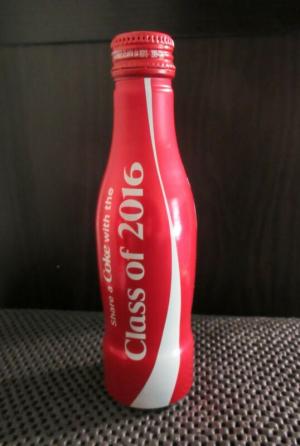 Share a Coke with the
Class of 2016